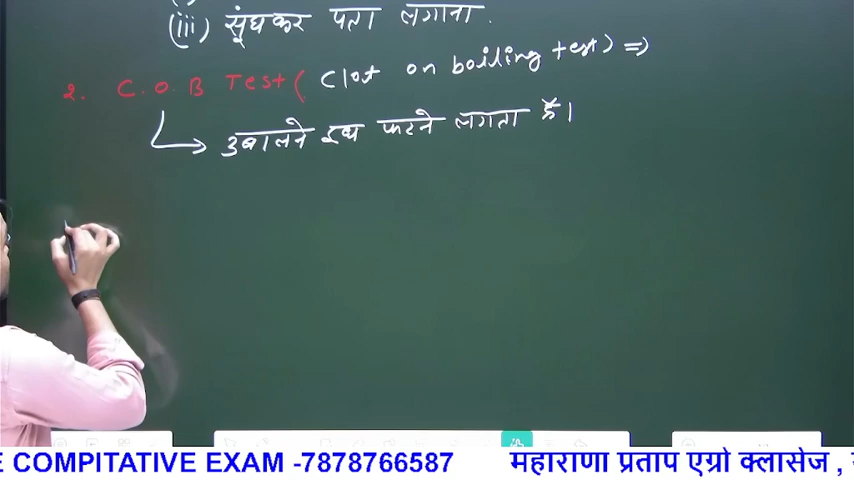 (iii) सूंघकर पता लगाना.
2. C.O.B Test ( Clot on boiling test) ⇒
↳ उबालने दूध फटने लगता है।
E COMPITATIVE EXAM -7878766587 महाराणा प्रताप एग्रो क्लासेज ,